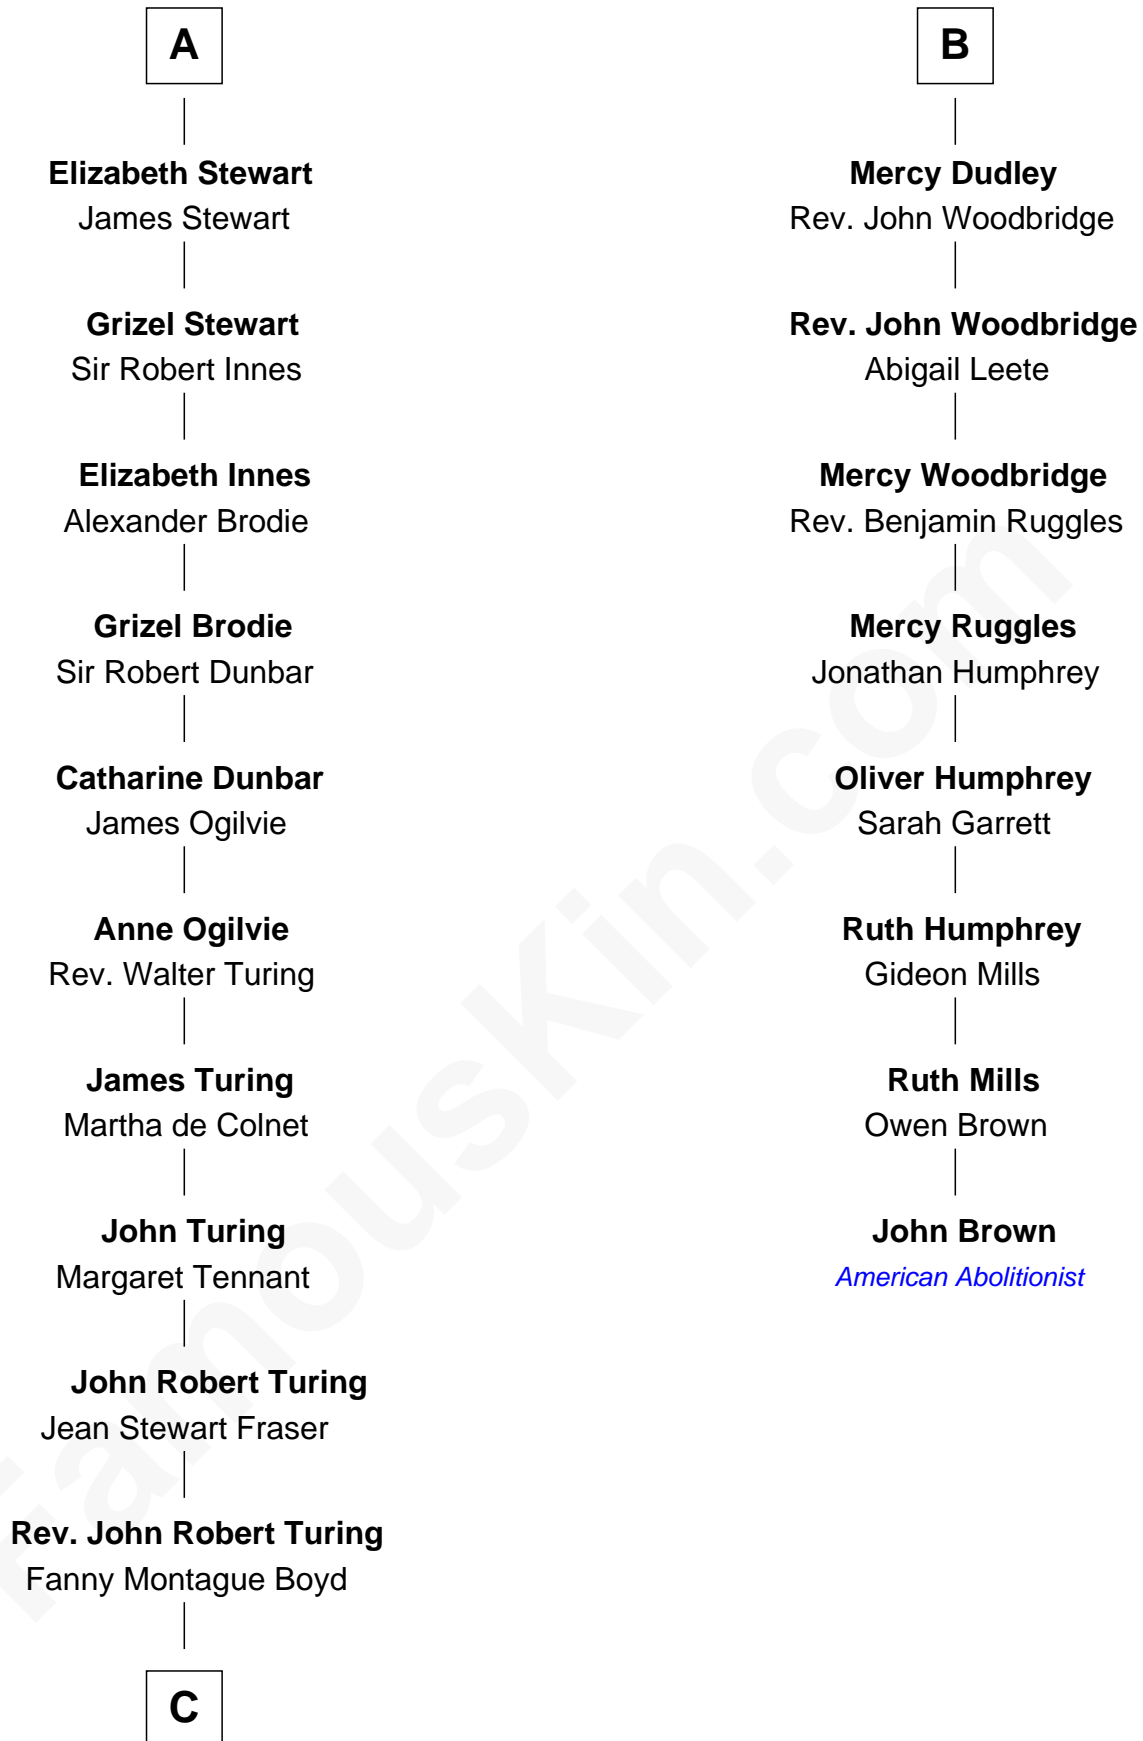 A
Elizabeth Stewart
James Stewart
Grizel Stewart
Sir Robert Innes
Elizabeth Innes
Alexander Brodie
Grizel Brodie
Sir Robert Dunbar
Catharine Dunbar
James Ogilvie
Anne Ogilvie
Rev. Walter Turing
James Turing
Martha de Colnet
John Turing
Margaret Tennant
John Robert Turing
Jean Stewart Fraser
Rev. John Robert Turing
Fanny Montague Boyd
C
B
Mercy Dudley
Rev. John Woodbridge
Rev. John Woodbridge
Abigail Leete
Mercy Woodbridge
Rev. Benjamin Ruggles
Mercy Ruggles
Jonathan Humphrey
Oliver Humphrey
Sarah Garrett
Ruth Humphrey
Gideon Mills
Ruth Mills
Owen Brown
John Brown
American Abolitionist
FamousKin.com